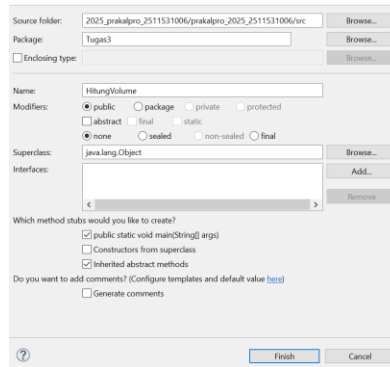 Source folder: 2025_prakalpro_2511531006/prakalpro_2025_2511531006/src Browse...
Package: Tugas3 Browse...
Enclosing type: Browse...
Name: HitungVolume
Modifiers: public package private protected
abstract final static
none sealed non-sealed final
Superclass: java.lang.Object Browse...
Interfaces: Add...
Remove
Which method stubs would you like to create?
public static void main(String[] args)
Constructors from superclass
Inherited abstract methods
Do you want to add comments? (Configure templates and default value here)
Generate comments
? Finish Cancel